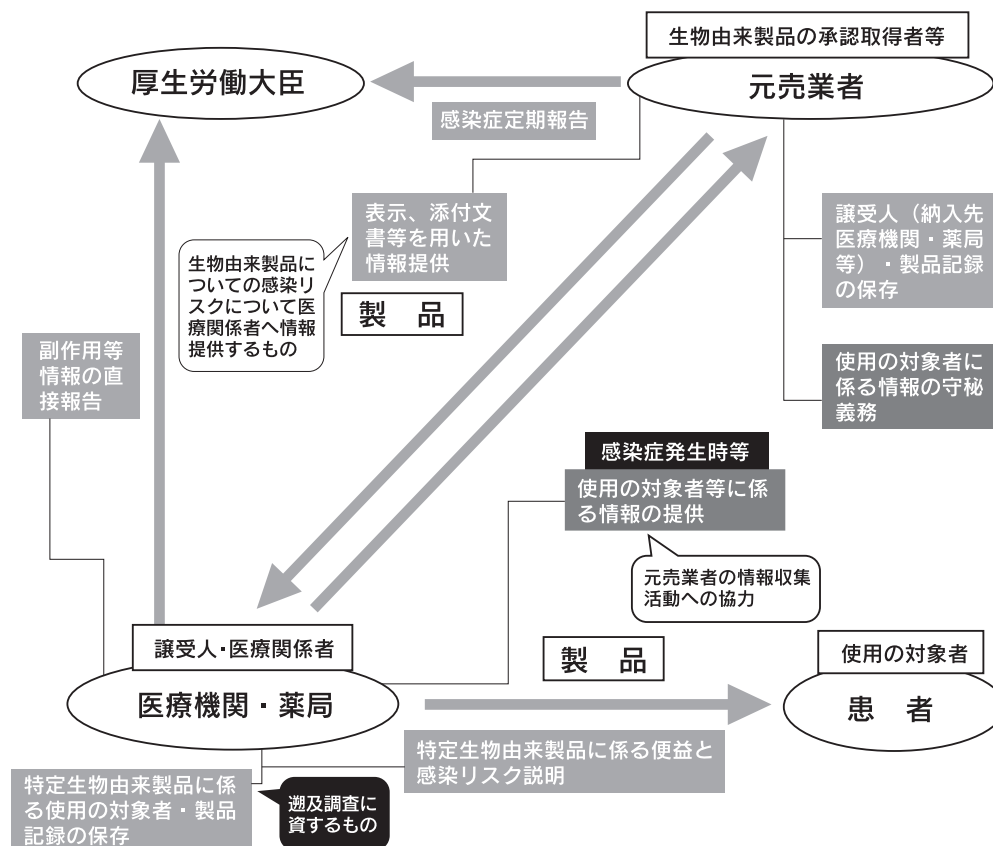 生物由来製品の承認取得者等
元売業者
厚生労働大臣
感染症定期報告
表示、添付文
書等を用いた
情報提供
生物由来製品に
ついての感染リ
スクについて医
療関係者へ情報
提供するもの
製 品
譲受人（納入先
医療機関・薬局
等）・製品記録
の保存
使用の対象者に
係る情報の守秘
義務
副作用等
情報の直
接報告
感染症発生時等
使用の対象者等に係
る情報の提供
元売業者の情報収集
活動への協力
譲受人・医療関係者
医療機関・薬局
製 品
使用の対象者
患 者
特定生物由来製品に係る便益と
感染リスク説明
特定生物由来製品に係
る使用の対象者・製品
記録の保存
遡及調査に
資するもの